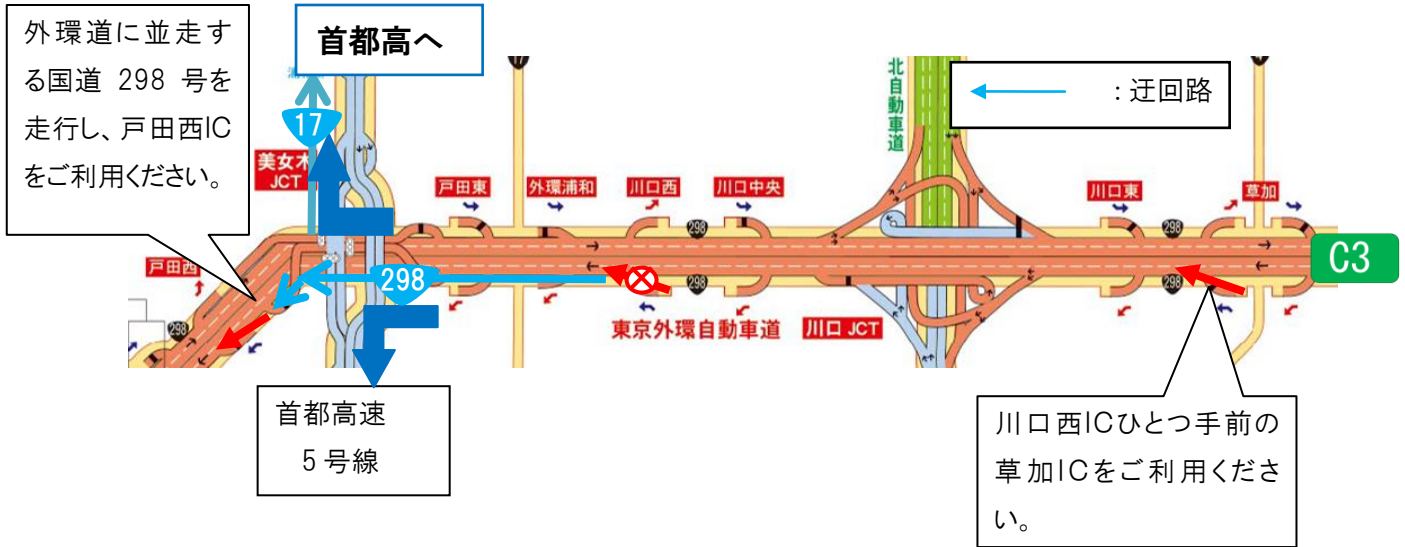 外環道に並走す
る国道 298 号を
走行し、戸田西IC
をご利用ください。
首都高へ
17
美女木
JCT
戸田東
外環浦和
川口西
川口中央
北自動車道
: 迂回路
川口東
草加
戸田西
298
298
298
298
298
298
C3
東京外環自動車道
川口 JCT
首都高速
5 号線
川口西ICひとつ手前の
草加ICをご利用くださ
い。